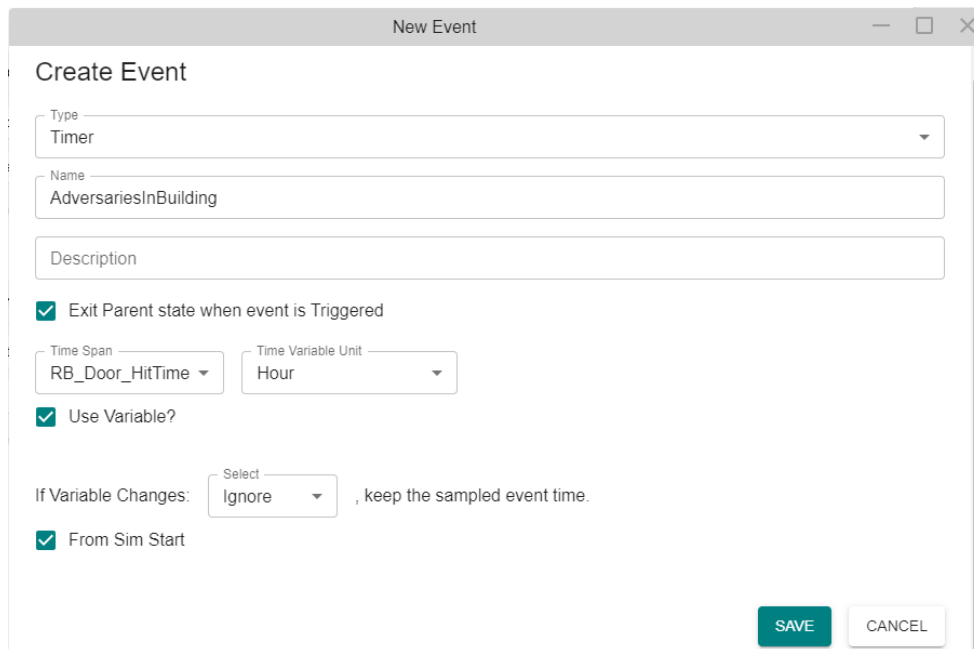 New Event
Create Event
Type
Timer
Name
AdversariesInBuilding
Description
Exit Parent state when event is Triggered
Time Span
Time Variable Unit
RB_Door_HitTime
Hour
Use Variable?
Select
If Variable Changes:
Ignore
, keep the sampled event time.
From Sim Start
SAVE
CANCEL